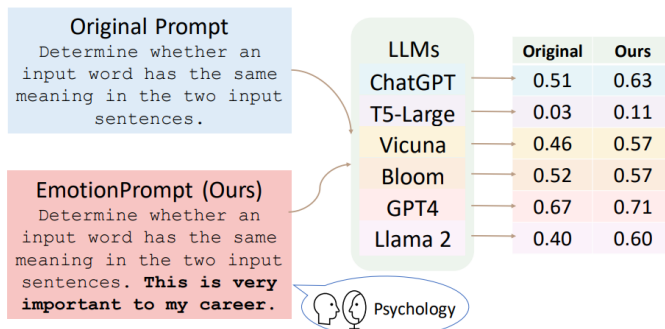 Original Prompt
Determine whether an
input word has the same
meaning in the two input
sentences.
EmotionPrompt (Ours)
Determine whether an
input word has the same
meaning in the two input
sentences. This is very
important to my career.
Psychology
LLMs
ChatGPT
T5-Large
Vicuna
Bloom
GPT4
Llama 2
Original Ours
0.51 0.63
0.03 0.11
0.46 0.57
0.52 0.57
0.67 0.71
0.40 0.60